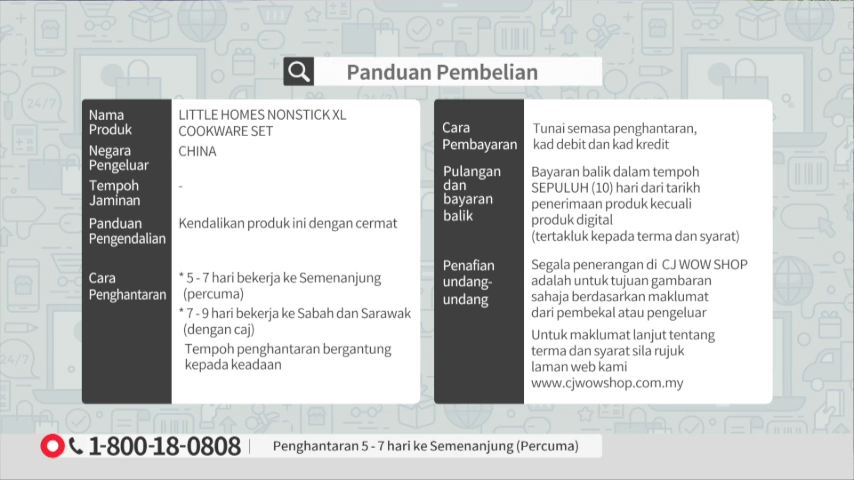 Panduan Pembelian
Nama
Produk
LITTLE HOMES NONSTICK XL
COOKWARE SET
Negara
Pengeluar
CHINA
Tempoh
Jaminan
-
Panduan
Pengendalian
Kendalikan produk ini dengan cermat
Cara
Penghantaran
* 5 - 7 hari bekerja ke Semenanjung
(percuma)
* 7 - 9 hari bekerja ke Sabah dan Sarawak
(dengan caj)
Tempoh penghantaran bergantung
kepada keadaan
Cara
Pembayaran
Tunai semasa penghantaran,
kad debit dan kad kredit
Pulangan
dan
bayaran
balik
Bayaran balik dalam tempoh
SEPULUH (10) hari dari tarikh
penerimaan produk kecuali
produk digital
(tertakluk kepada terma dan syarat)
Penafian
undang-
undang
Segala penerangan di CJ WOW SHOP
adalah untuk tujuan gambaran
sahaja berdasarkan maklumat
dari pembekal atau pengeluar
Untuk maklumat lanjut tentang
terma dan syarat sila rujuk
laman web kami
www.cjwowshop.com.my
1-800-18-0808
Penghantaran 5 - 7 hari ke Semenanjung (Percuma)
24/7
24/7